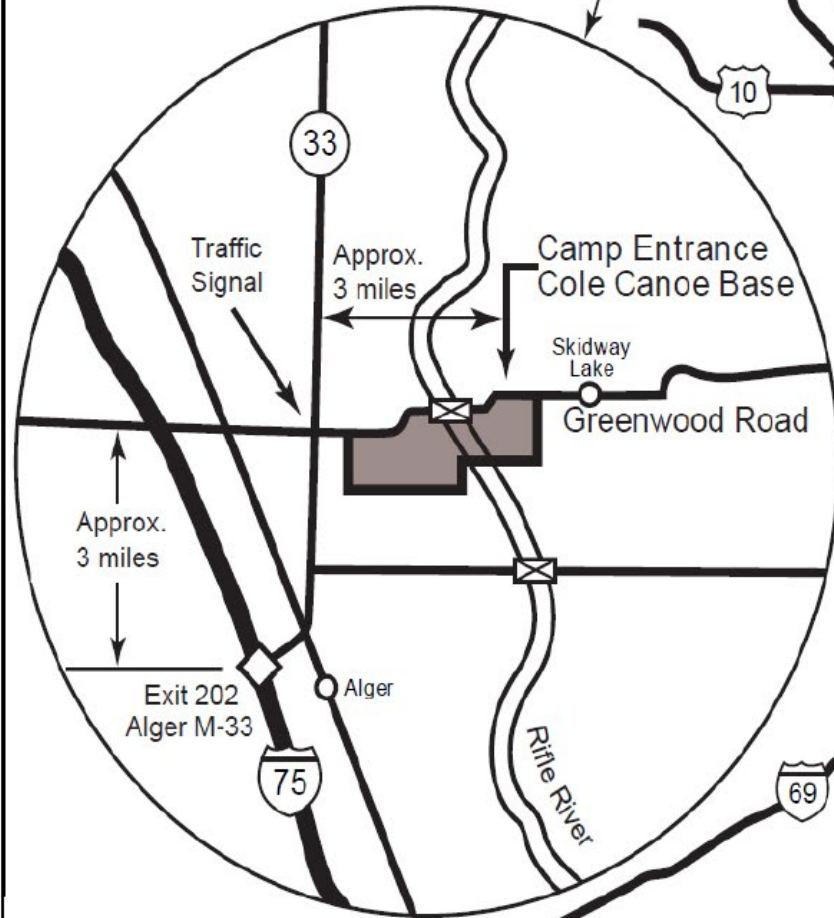 10
33
Traffic
Signal
Approx.
3 miles
Camp Entrance
Cole Canoe Base
Skidway
Lake
Greenwood Road
Approx.
3 miles
Exit 202
Alger M-33
Alger
75
Rifle River
69